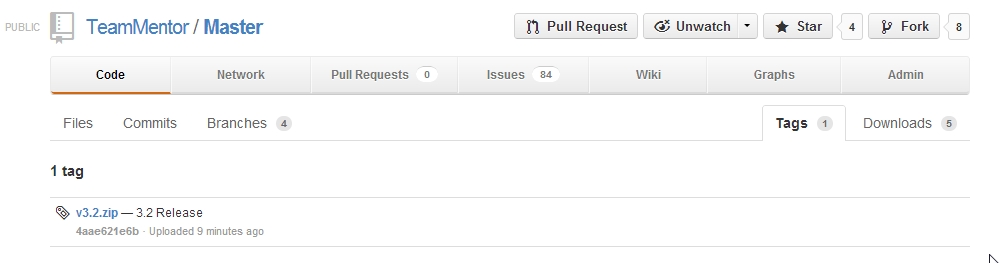 PUBLIC TeamMentor / Master Pull Request Unwatch Star 4 Fork 8
Code Network Pull Requests 0 Issues 84 Wiki Graphs Admin
Files Commits Branches 4 Tags 1 Downloads 5
1 tag
v3.2.zip — 3.2 Release
4aae621e6b · Uploaded 9 minutes ago